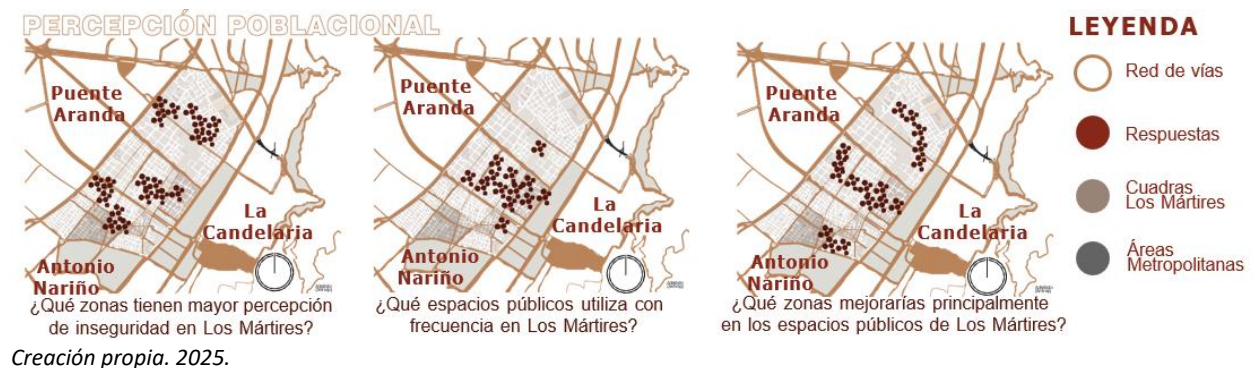 PERCEPCIÓN POBLACIONAL
Puente
Aranda
La
Candelaria
Antonio
Nariño
¿Qué zonas tienen mayor percepción
de inseguridad en Los Mártires?
Puente
Aranda
La
Candelaria
Antonio
Nariño
¿Qué espacios públicos utiliza con
frecuencia en Los Mártires?
Puente
Aranda
La
Candelaria
Antonio
Nariño
¿Qué zonas mejorarías principalmente
en los espacios públicos de Los Mártires?
LEYENDA
Red de vías
Respuestas
Cuadras
Los Mártires
Áreas
Metropolitanas
Creación propia. 2025.